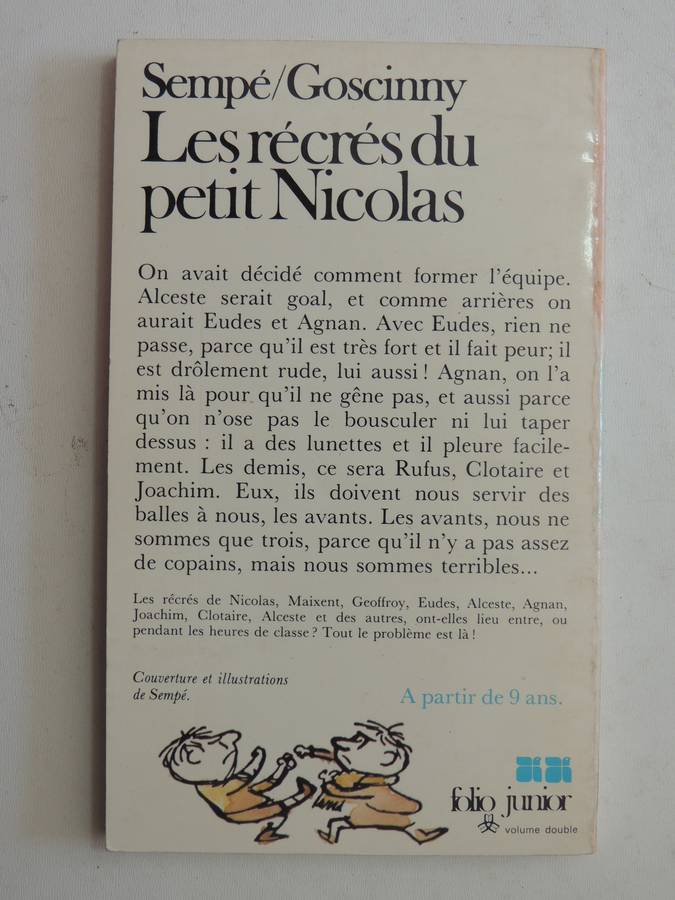 Sempé/Goscinny
Les récrés du
petit Nicolas
On avait décidé comment former l'équipe.
Alceste serait goal, et comme arrières on
aurait Eudes et Agnan. Avec Eudes, rien ne
passe, parce qu'il est très fort et il fait peur; il
est drôlement rude, lui aussi! Agnan, on l'a
mis là pour qu'il ne gêne pas, et aussi parce
qu'on n'ose pas le bousculer ni lui taper
dessus : il a des lunettes et il pleure facile-
ment. Les demis, ce sera Rufus, Clotaire et
Joachim. Eux, ils doivent nous servir des
balles à nous, les avants. Les avants, nous ne
sommes que trois, parce qu'il n'y a pas assez
de copains, mais nous sommes terribles...
Les récrés de Nicolas, Maixent, Geoffroy, Eudes, Alceste, Agnan,
Joachim, Clotaire, Alceste et des autres, ont-elles lieu entre, ou
pendant les heures de classe? Tout le problème est là!
Couverture et illustrations
de Sempé.
A partir de 9 ans.
folio junior
volume double